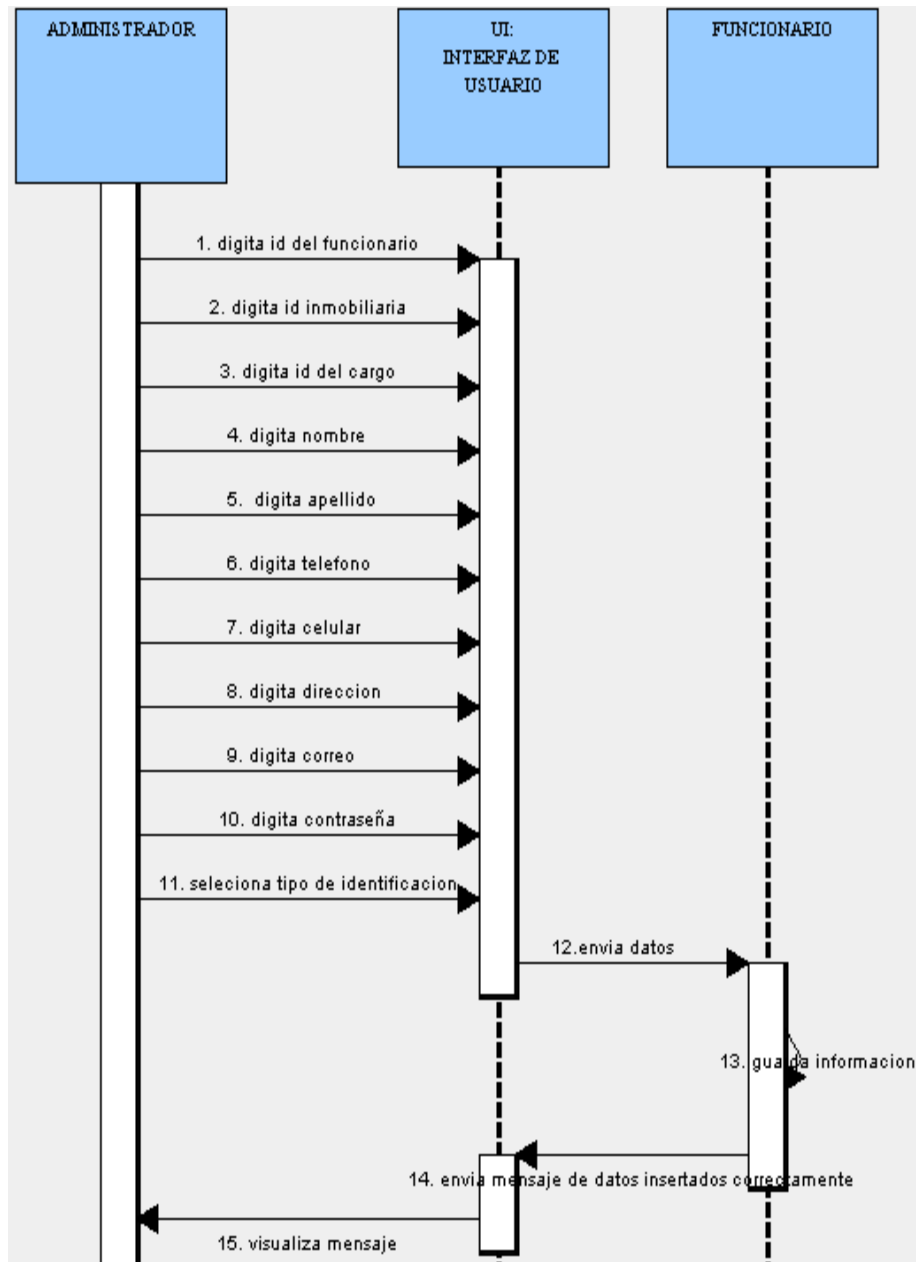 ADMINISTRADOR
UI:
INTERFAZ DE
USUARIO
FUNCIONARIO
1. digita id del funcionario
2. digita id inmobiliaria
3. digita id del cargo
4. digita nombre
5. digita apellido
6. digita telefono
7. digita celular
8. digita direccion
9. digita correo
10. digita contraseña
11. seleciona tipo de identificacion
12.envia datos
13. guarda informacion
14. envia mensaje de datos insertados correctamente
15. visualiza mensaje